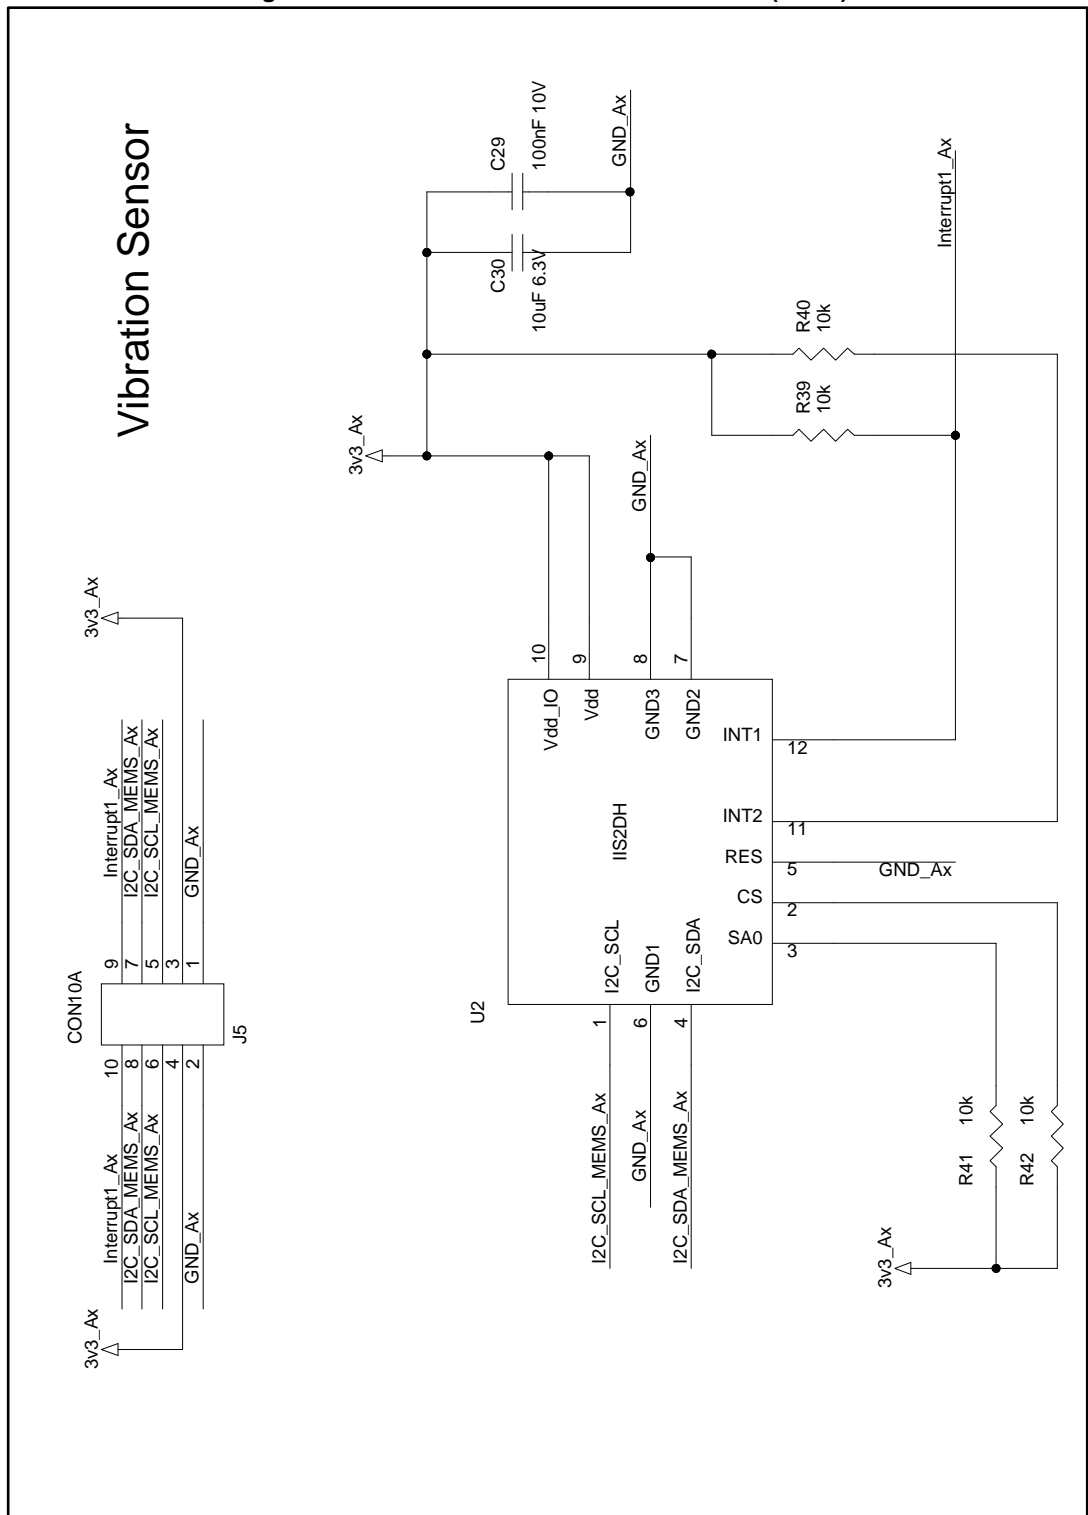 Vibration Sensor
CON10A
J5
10
8
6
4
2
9
7
5
3
1
Interrupt1_Ax
I2C_SDA_MEMS_Ax
I2C_SCL_MEMS_Ax
GND_Ax
3v3_Ax
Interrupt1_Ax
I2C_SDA_MEMS_Ax
I2C_SCL_MEMS_Ax
GND_Ax
3v3_Ax
3v3_Ax
C30
10uF 6.3V
C29
100nF 10V
GND_Ax
U2
IIS2DH
I2C_SCL_MEMS_Ax
1
I2C_SCL
GND_Ax
6
GND1
I2C_SDA_MEMS_Ax
4
I2C_SDA
Vdd_IO
10
Vdd
9
GND3
8
GND2
7
GND_Ax
SA0
3
CS
2
RES
5
GND_Ax
INT2
11
INT1
12
R39
10k
R40
10k
Interrupt1_Ax
3v3_Ax
R41
10k
R42
10k